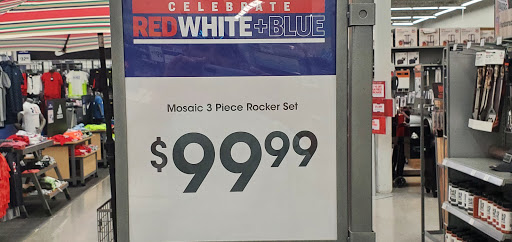 CELEBRATE
RED WHITE + BLUE
Mosaic 3 Piece Rocker Set
$99.99